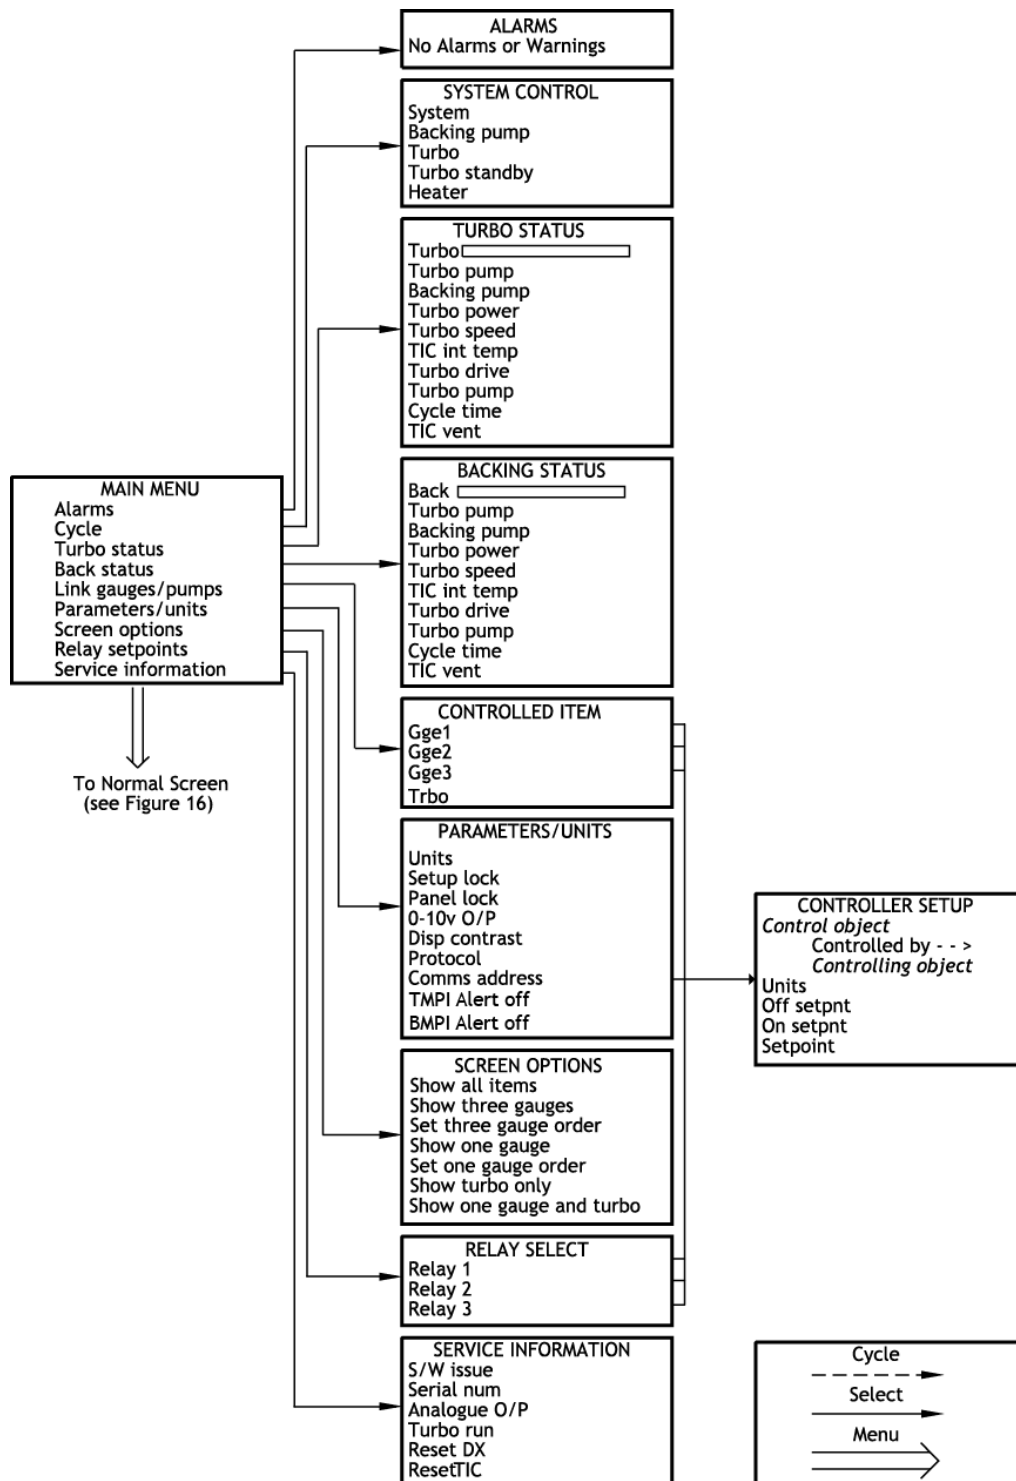 ALARMS
No Alarms or Warnings
SYSTEM CONTROL
System
Backing pump
Turbo
Turbo standby
Heater
TURBO STATUS
Turbo
Turbo pump
Backing pump
Turbo power
Turbo speed
TIC int temp
Turbo drive
Turbo pump
Cycle time
TIC vent
MAIN MENU
Alarms
Cycle
Turbo status
Back status
Link gauges/pumps
Parameters/units
Screen options
Relay setpoints
Service information
To Normal Screen
(see Figure 16)
BACKING STATUS
Back
Turbo pump
Backing pump
Turbo power
Turbo speed
TIC int temp
Turbo drive
Turbo pump
Cycle time
TIC vent
CONTROLLED ITEM
Gge1
Gge2
Gge3
Trbo
PARAMETERS/UNITS
Units
Setup lock
Panel lock
0-10v O/P
Disp contrast
Protocol
Comms address
TMPI Alert off
BMPI Alert off
CONTROLLER SETUP
Control object
Controlled by - - >
Controlling object
Units
Off setpnt
On setpnt
Setpoint
SCREEN OPTIONS
Show all items
Show three gauges
Set three gauge order
Show one gauge
Set one gauge order
Show turbo only
Show one gauge and turbo
RELAY SELECT
Relay 1
Relay 2
Relay 3
SERVICE INFORMATION
S/W issue
Serial num
Analogue O/P
Turbo run
Reset DX
ResetTIC
Cycle
Select
Menu